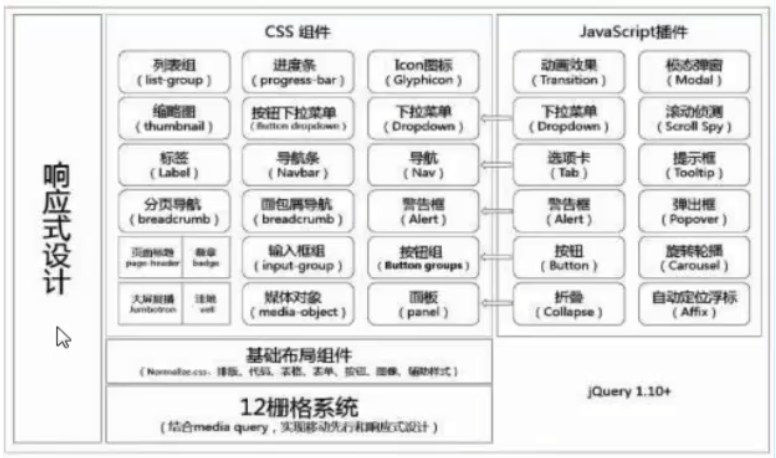 响应式设计
CSS 组件
列表组
( list-group )
进度条
( progress-bar )
Icon图标
( Glyphicon )
缩略图
( thumbnail )
按钮下拉菜单
( Button dropdown )
下拉菜单
( Dropdown )
标签
( Label )
导航条
( Navbar )
导航
( Nav )
分页导航
( breadcrumb )
面包屑导航
( breadcrumb )
警告框
( Alert )
页面标题
page-header
徽章
badge
输入框组
( input-group )
按钮组
( Button groups )
大屏展播
Jumbotron
洼地
well
媒体对象
( media-object )
面板
( panel )
基础布局组件
( Normalize.css、排版、代码、表格、表单、按钮、图像、辅助样式 )
12栅格系统
( 结合media query，实现移动先行和响应式设计 )
JavaScript插件
动画效果
( Transition )
模态弹窗
( Modal )
下拉菜单
( Dropdown )
滚动侦测
( Scroll Spy )
选项卡
( Tab )
提示框
( Tooltip )
警告框
( Alert )
弹出框
( Popover )
按钮
( Button )
旋转轮播
( Carousel )
折叠
( Collapse )
自动定位浮标
( Affix )
jQuery 1.10+